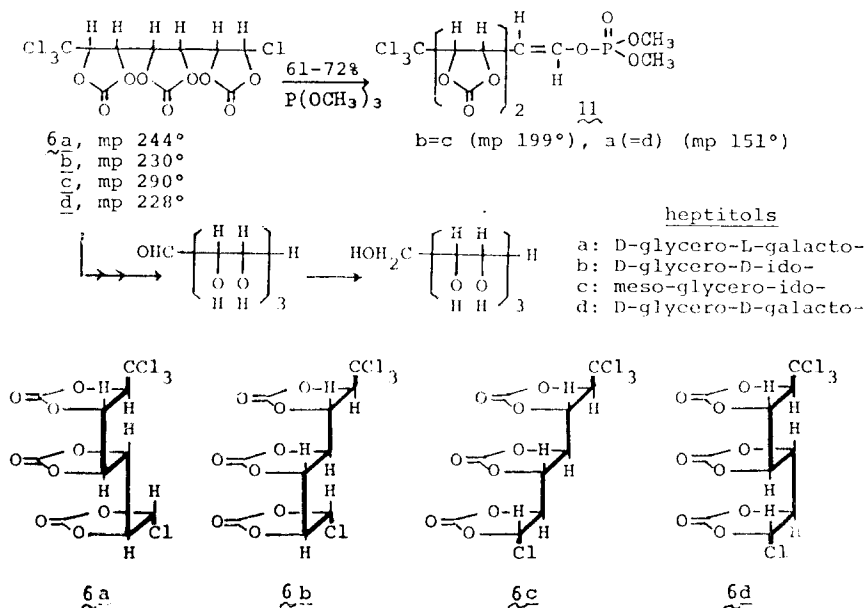 H H H H H H
Cl3C Cl
O O O O O O
O O O
61-72%
P(OCH3)3
Cl3C ( H H ) H
C=C-O-P OCH3
OCH3
O
H
O O
O
2
11
6a, mp 244°
b, mp 230°
c, mp 290°
d, mp 228°
b=c (mp 199°), a(=d) (mp 151°)
OHC ( H H ) H
O O
H H
3
HOH2C ( H H ) H
O O
H H
3
heptitols
a: D-glycero-L-galacto-
b: D-glycero-D-ido-
c: meso-glycero-ido-
d: D-glycero-D-galacto-
CCl3 CCl3 CCl3 CCl3
O= O-H H O= O-H H O= O-H H O= O-H H
O O O O
H H
O= O H O= O-H H O= O-H H O= O H
O O O O
H H
O= O H O= O H O= O-H H O= O-H H
O O O O
Cl Cl Cl Cl
H H
6a 6b 6c 6d